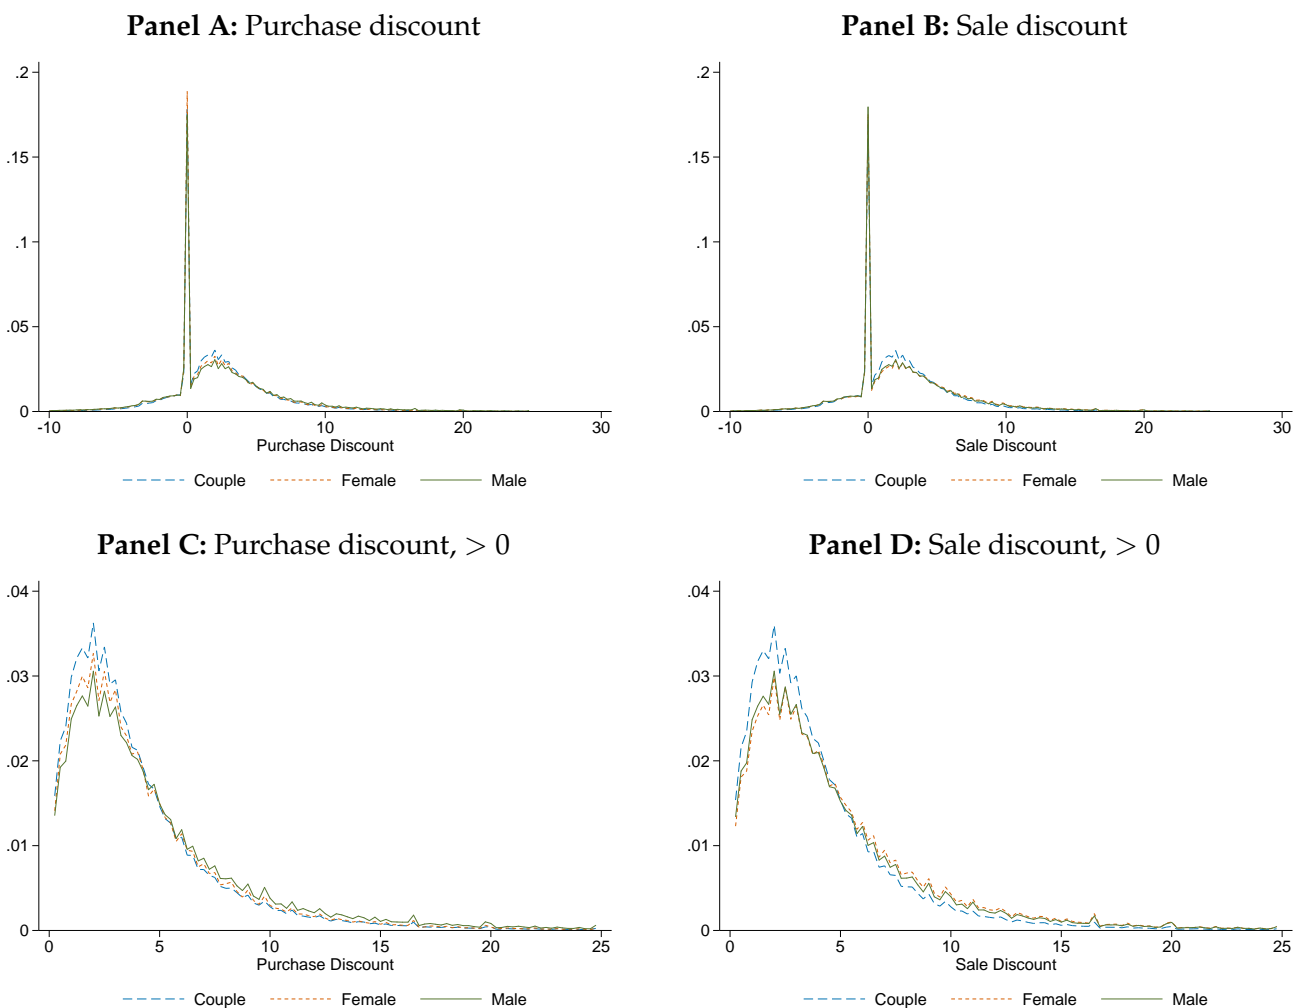 Panel A: Purchase discount
.2
.15
.1
.05
0
-10 0 10 20 30
Purchase Discount
Couple Female Male
Panel B: Sale discount
.2
.15
.1
.05
0
-10 0 10 20 30
Sale Discount
Couple Female Male
Panel C: Purchase discount, > 0
.04
.03
.02
.01
0
0 5 10 15 20 25
Purchase Discount
Couple Female Male
Panel D: Sale discount, > 0
.04
.03
.02
.01
0
0 5 10 15 20 25
Sale Discount
Couple Female Male